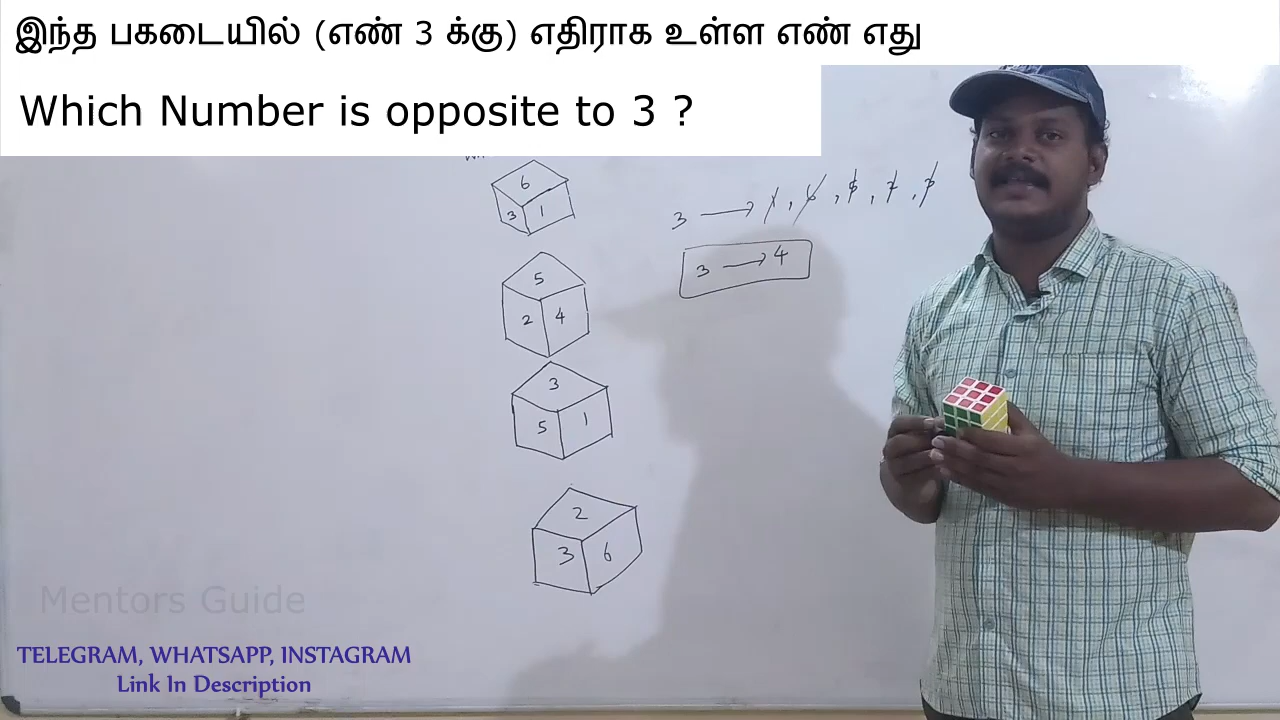 இந்த பகடையில் (எண் 3 க்கு) எதிராக உள்ள எண் எது
Which Number is opposite to 3 ?
6
3 1
3 → 1, 6, 5,
3 → 4
5
2 4
3
5 1
2
3 6
Mentors Guide
TELEGRAM, WHATSAPP, INSTAGRAM
Link In Description